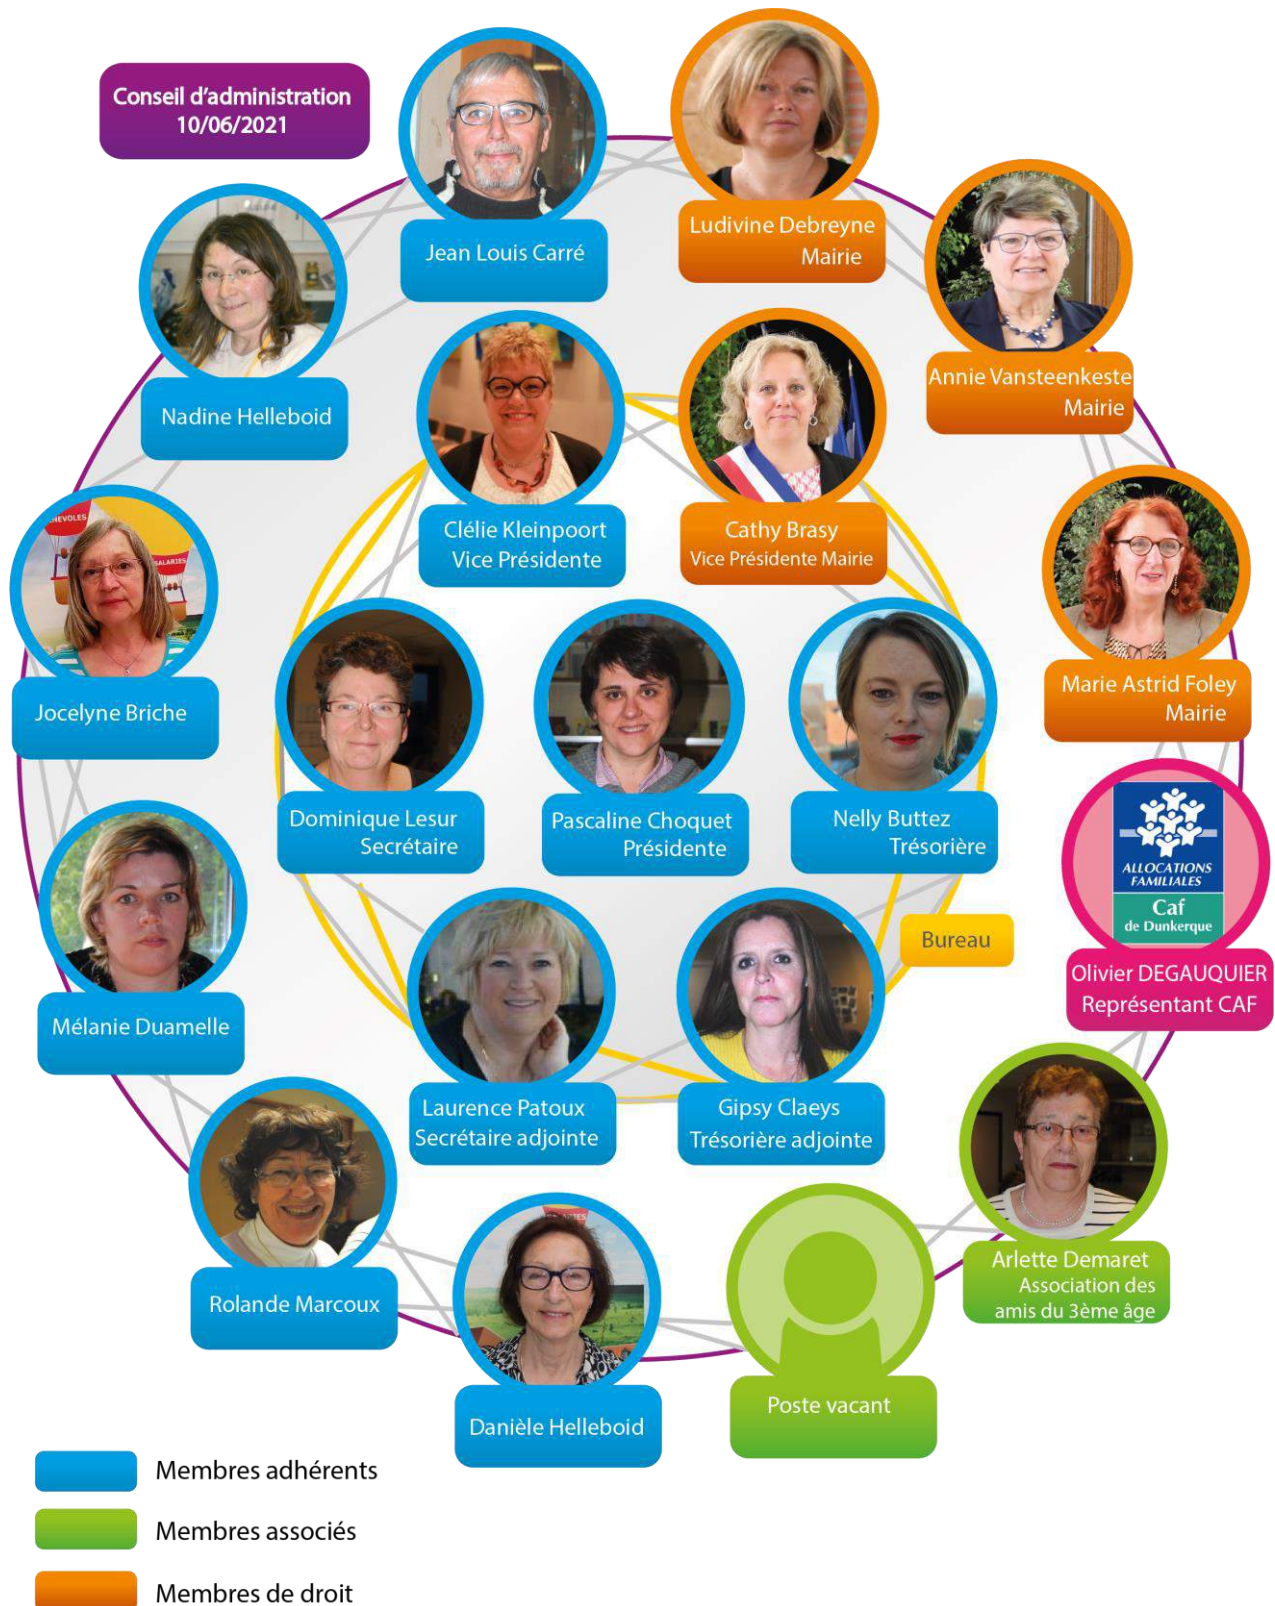 Conseil d'administration
10/06/2021
Jean Louis Carré
Ludivine Debreyne
Mairie
Annie Vansteenkeste
Mairie
Nadine Helleboid
Clélie Kleinpoort
Vice Présidente
Cathy Brasy
Vice Présidente Mairie
BENEVOLES
SALARIES
Jocelyne Briche
Marie Astrid Foley
Mairie
Dominique Lesur
Secrétaire
Pascaline Choquet
Présidente
Nelly Buttez
Trésorière
ALLOCATIONS
FAMILIALES
Caf
de Dunkerque
Olivier DEGAUQUIER
Représentant CAF
Bureau
Mélanie Duamelle
Laurence Patoux
Secrétaire adjointe
Gipsy Claeys
Trésorière adjointe
Rolande Marcoux
Arlette Demaret
Association des
amis du 3ème âge
Danièle Helleboid
Poste vacant
Membres adhérents
Membres associés
Membres de droit